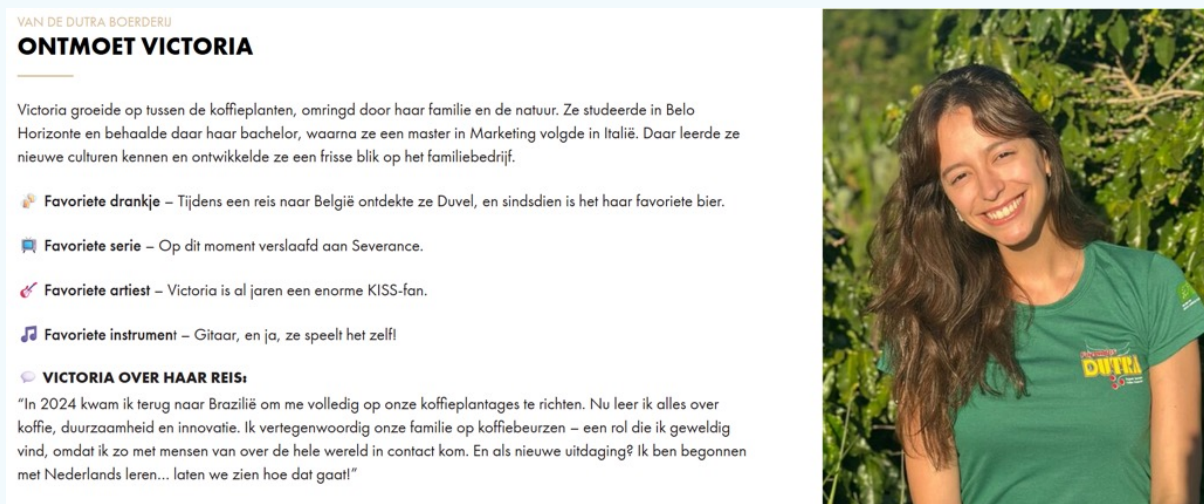 VAN DE DUTRA BOERDERIJ
ONTMOET VICTORIA
Victoria groeide op tussen de koffieplanten, omringd door haar familie en de natuur. Ze studeerde in Belo
Horizonte en behaalde daar haar bachelor, waarna ze een master in Marketing volgde in Italië. Daar leerde ze
nieuwe culturen kennen en ontwikkelde ze een frisse blik op het familiebedrijf.
Favoriete drankje – Tijdens een reis naar België ontdekte ze Duvel, en sindsdien is het haar favoriete bier.
Favoriete serie – Op dit moment verslaafd aan Severance.
Favoriete artiest – Victoria is al jaren een enorme KISS-fan.
Favoriete instrument – Gitaar, en ja, ze speelt het zelf!
VICTORIA OVER HAAR REIS:
“In 2024 kwam ik terug naar Brazilië om me volledig op onze koffieplantages te richten. Nu leer ik alles over
koffie, duurzaamheid en innovatie. Ik vertegenwoordig onze familie op koffiebeurzen – een rol die ik geweldig
vind, omdat ik zo met mensen van over de hele wereld in contact kom. En als nieuwe uitdaging? Ik ben begonnen
met Nederlands leren... laten we zien hoe dat gaat!”
DUTRA